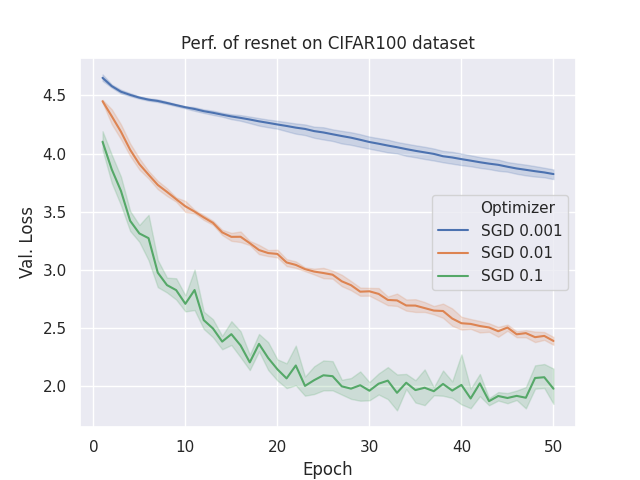 Perf. of resnet on CIFAR100 dataset
Val. Loss
4.5
4.0
3.5
3.0
2.5
2.0
Optimizer
SGD 0.001
SGD 0.01
SGD 0.1
0 10 20 30 40 50
Epoch